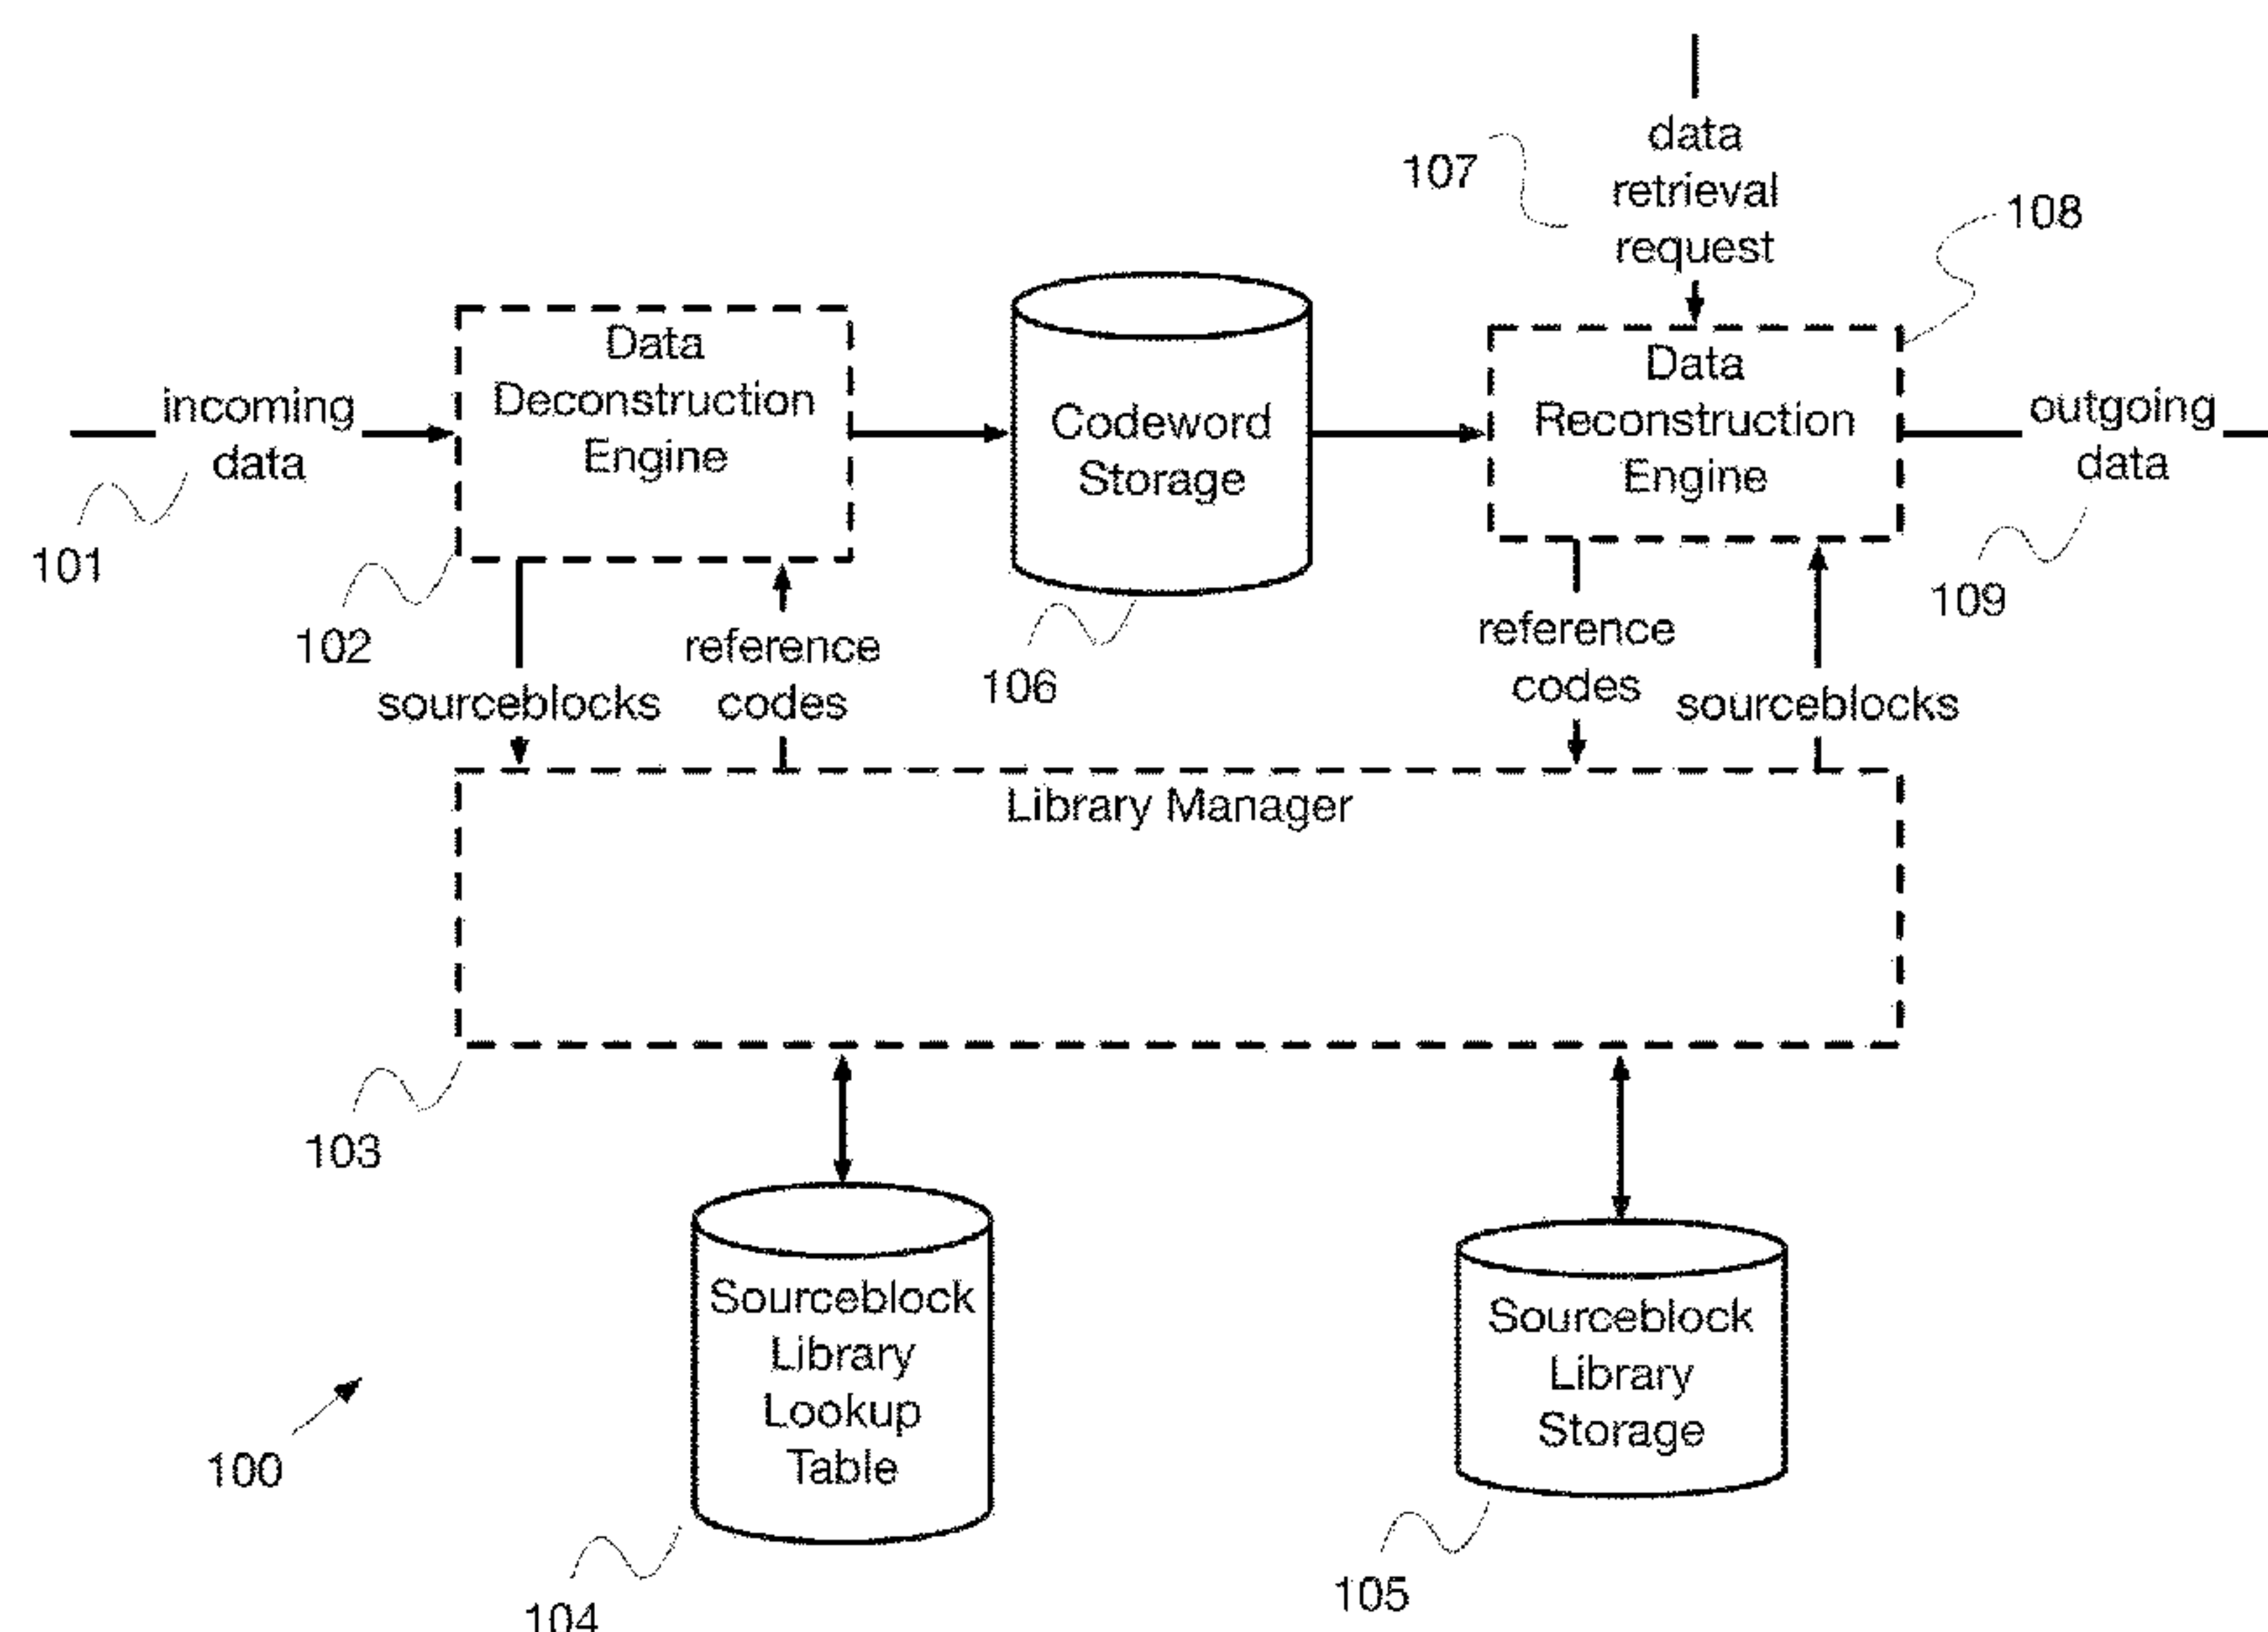 data
retrieval
request
107
108
incoming
data
101
Data
Deconstruction
Engine
102
Codeword
Storage
106
Data
Reconstruction
Engine
outgoing
data
109
sourceblocks
reference
codes
reference
codes
sourceblocks
Library Manager
103
Sourceblock
Library
Lookup
Table
104
Sourceblock
Library
Storage
105
100